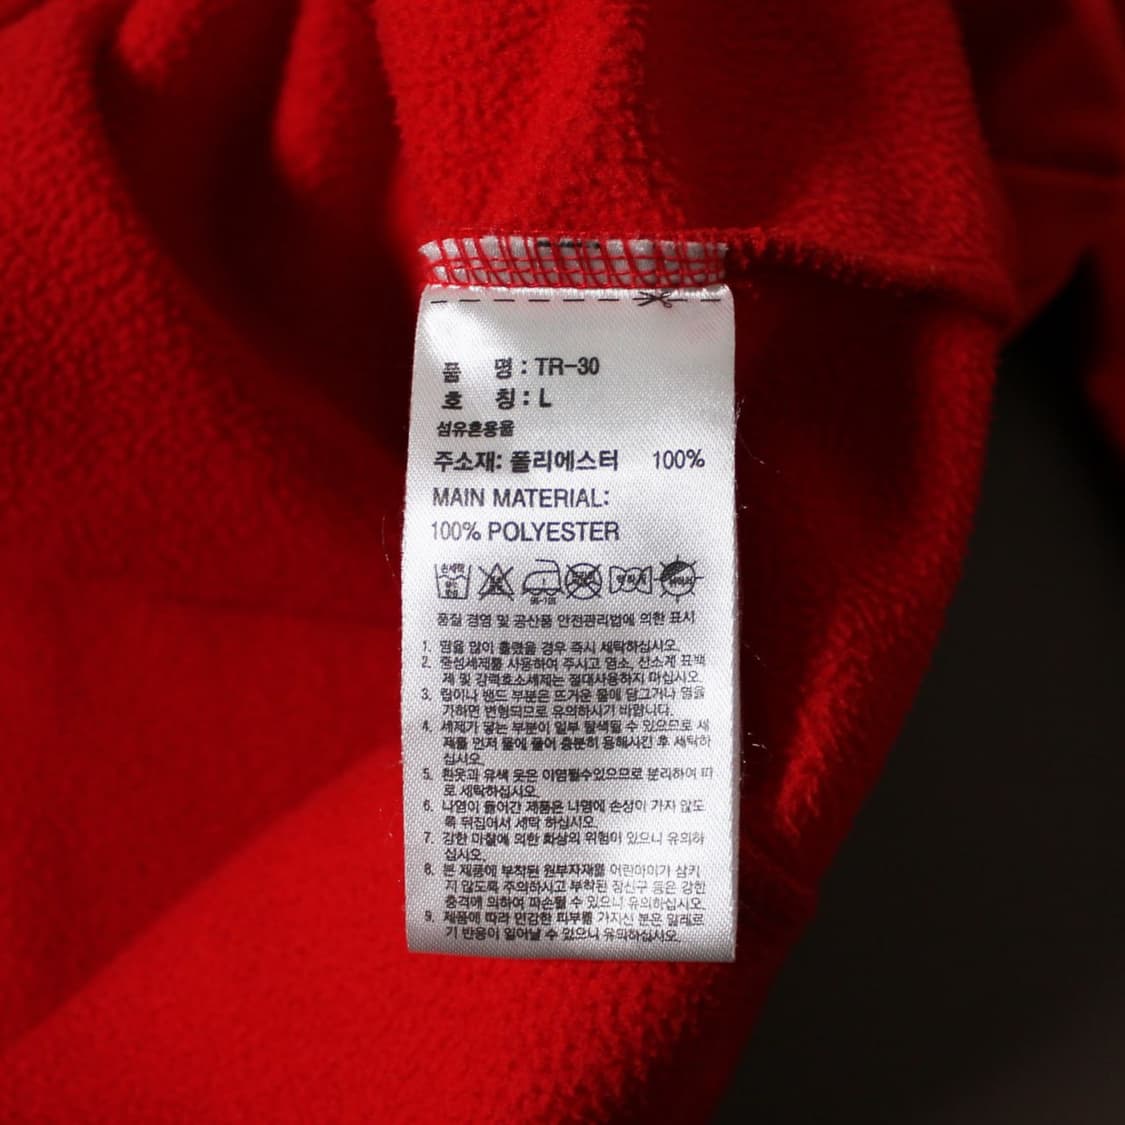 품 명 : TR-30
호 칭 : L
섬유혼용율
주소재: 폴리에스터 100%
MAIN MATERIAL:
100% POLYESTER
품질 경영 및 공산품 안전관리법에 의한 표시
1. 땀을 많이 흘렸을 경우 즉시 세탁하십시오.
2. 중성세제를 사용하여 주시고 염소, 산소계 표백
제 및 강력효소세제는 절대사용하지 마십시오.
3. 립이나 밴드 부분은 뜨거운 물에 담그거나 열을
가하면 변형되므로 유의하시기 바랍니다.
4. 세제가 닿는 부분이 일부 탈색될 수 있으므로 세
제를 먼저 물에 풀어 충분히 용해시킨 후 세탁하
십시오.
5. 흰옷과 유색 옷은 이염될수있으므로 분리하여 따
로 세탁하십시오.
6. 나염이 들어간 제품은 나염에 손상이 가지 않도
록 뒤집어서 세탁 하십시오.
7. 강한 마찰에 의한 화상의 위험이 있으니 유의하
십시오.
8. 본 제품에 부착된 원부자재를 어린아이가 삼키
지 않도록 주의하시고 부착된 장신구 등은 강한
충격에 의하여 파손될 수 있으니 유의하십시오.
9. 제품에 따라 민감한 피부를 가지신 분은 알레르
기 반응이 일어날 수 있으니 유의하십시오.